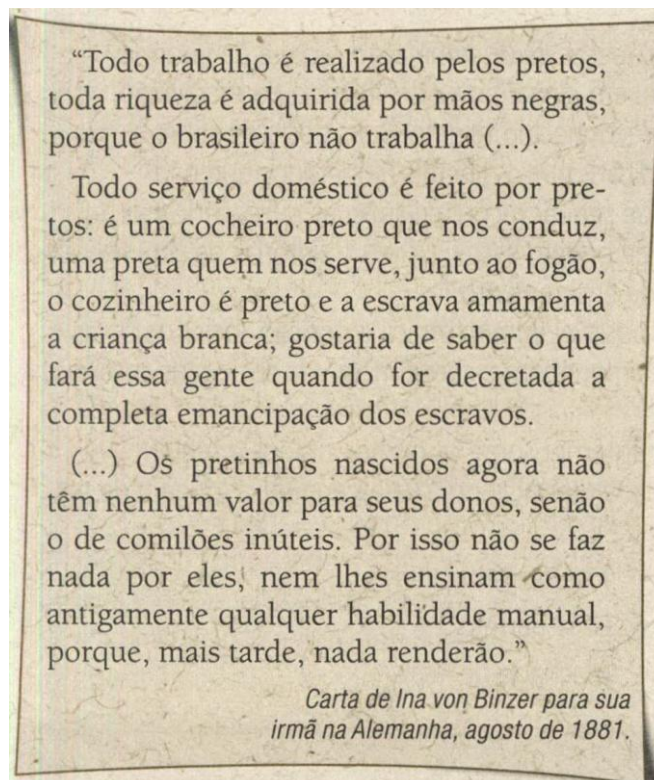 “Todo trabalho é realizado pelos pretos,
toda riqueza é adquirida por mãos negras,
porque o brasileiro não trabalha (...).
Todo serviço doméstico é feito por pre-
tos: é um cocheiro preto que nos conduz,
uma preta quem nos serve, junto ao fogão,
o cozinheiro é preto e a escrava amamenta
a criança branca; gostaria de saber o que
fará essa gente quando for decretada a
completa emancipação dos escravos.
(...) Os pretinhos nascidos agora não
têm nenhum valor para seus donos, senão
o de comilões inúteis. Por isso não se faz
nada por eles, nem lhes ensinam como
antigamente qualquer habilidade manual,
porque, mais tarde, nada renderão.”
Carta de Ina von Binzer para sua
irmã na Alemanha, agosto de 1881.